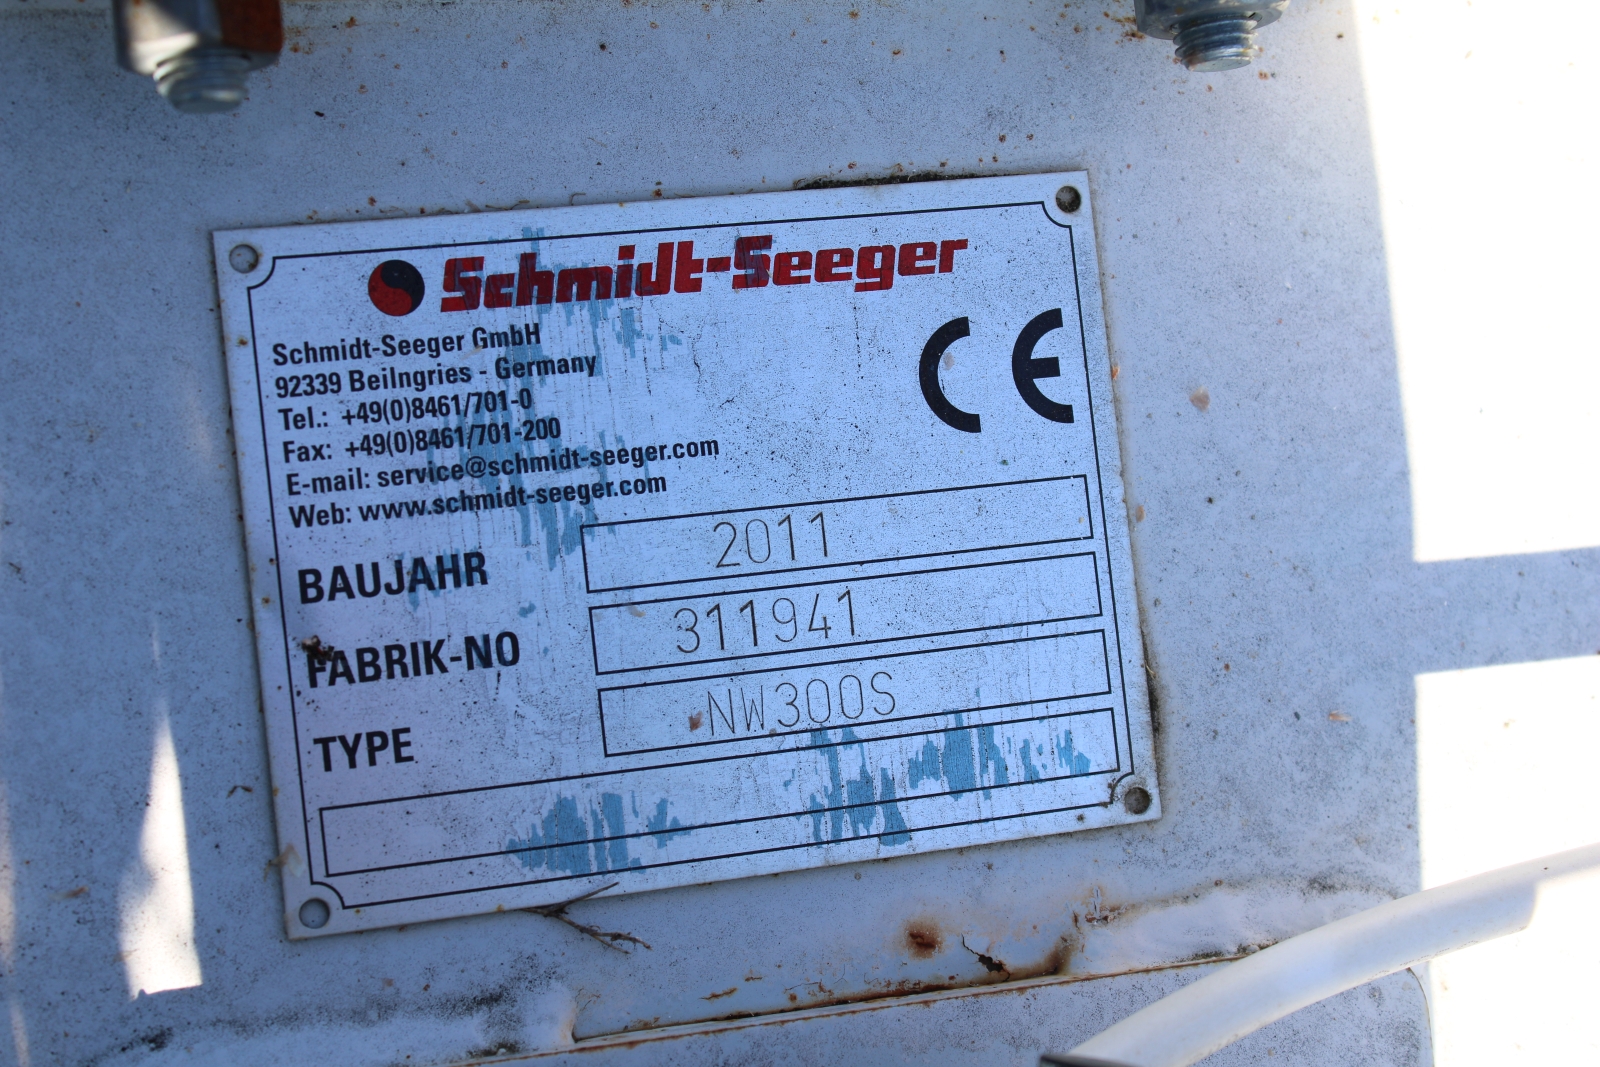 Schmidt-Seeger
Schmidt-Seeger GmbH
92339 Beilngries - Germany
Tel.: +49(0)8461/701-0
Fax: +49(0)8461/701-200
E-mail: service@schmidt-seeger.com
Web: www.schmidt-seeger.com
CE
BAUJAHR 2011
FABRIK-NO 311941
TYPE NW300S